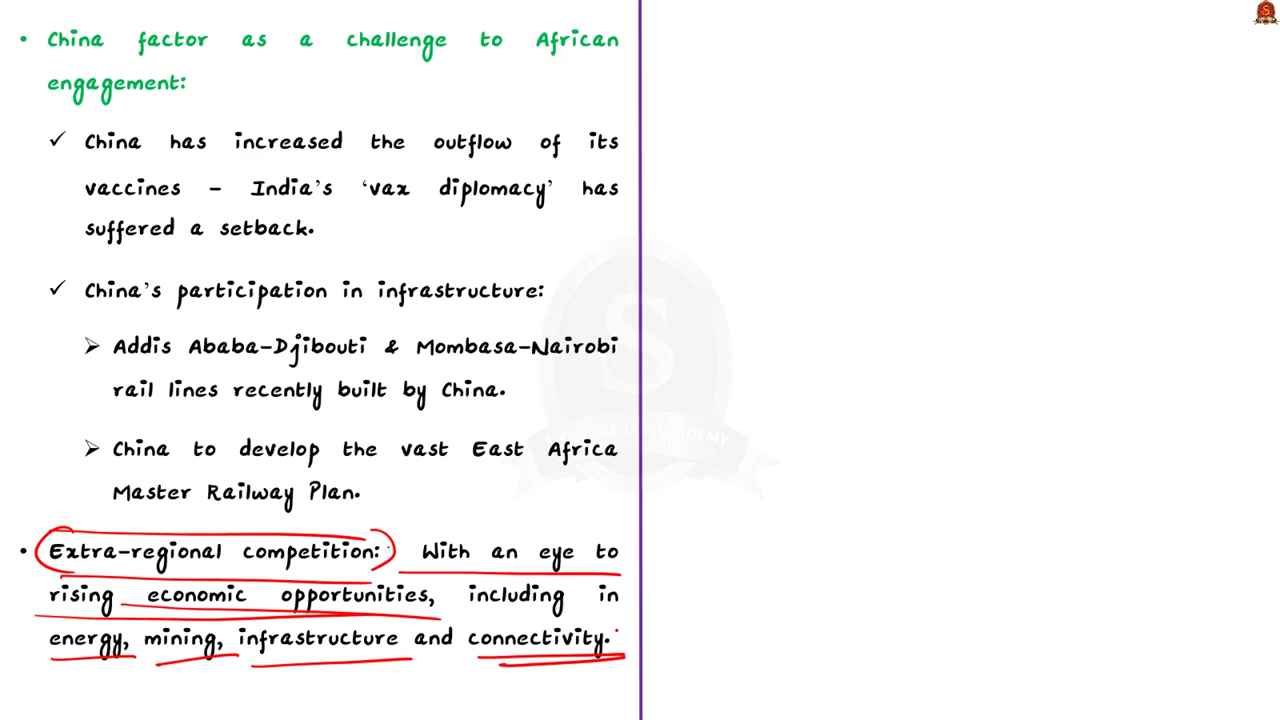 • China factor as a challenge to African
engagement:
✓ China has increased the outflow of its
vaccines - India's 'vax diplomacy' has
suffered a setback.
✓ China's participation in infrastructure:
➢ Addis Ababa-Djibouti & Mombasa-Nairobi
rail lines recently built by China.
➢ China to develop the vast East Africa
Master Railway Plan.
• Extra-regional competition: With an eye to
rising economic opportunities, including in
energy, mining, infrastructure and connectivity.